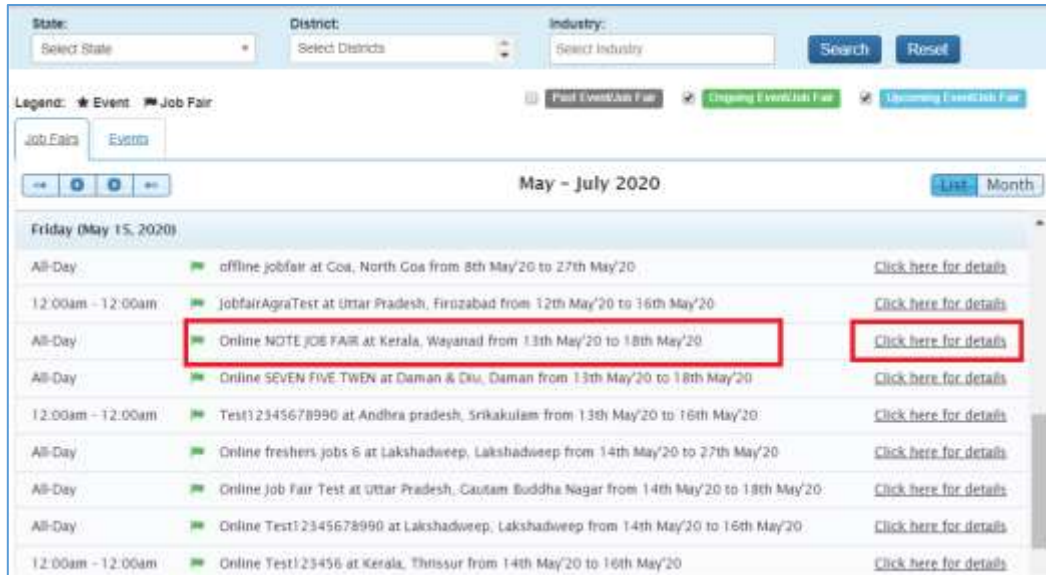 State: District: Industry:
Select State Select Districts Select Industry Search Reset
Legend: Event Job Fair Past Event/Job Fair Ongoing Event/Job Fair Upcoming Event/Job Fair
Job Fairs Events
May – July 2020 List Month
Friday (May 15, 2020)
All-Day offline jobfair at Goa, North Goa from 8th May'20 to 27th May'20 Click here for details
12:00am - 12:00am JobfairAgraTest at Uttar Pradesh, Firozabad from 12th May'20 to 16th May'20 Click here for details
All-Day Online NOTE JOB FAIR at Kerala, Wayanad from 13th May'20 to 18th May'20 Click here for details
All-Day Online SEVEN FIVE TWEN at Daman & Diu, Daman from 13th May'20 to 18th May'20 Click here for details
12:00am - 12:00am Test12345678990 at Andhra pradesh, Srikakulam from 13th May'20 to 16th May'20 Click here for details
All-Day Online freshers jobs 6 at Lakshadweep, Lakshadweep from 14th May'20 to 27th May'20 Click here for details
All-Day Online Job Fair Test at Uttar Pradesh, Gautam Buddha Nagar from 14th May'20 to 18th May'20 Click here for details
All-Day Online Test12345678990 at Lakshadweep, Lakshadweep from 14th May'20 to 16th May'20 Click here for details
12:00am - 12:00am Online Test123456 at Kerala, Thrissur from 14th May'20 to 16th May'20 Click here for details